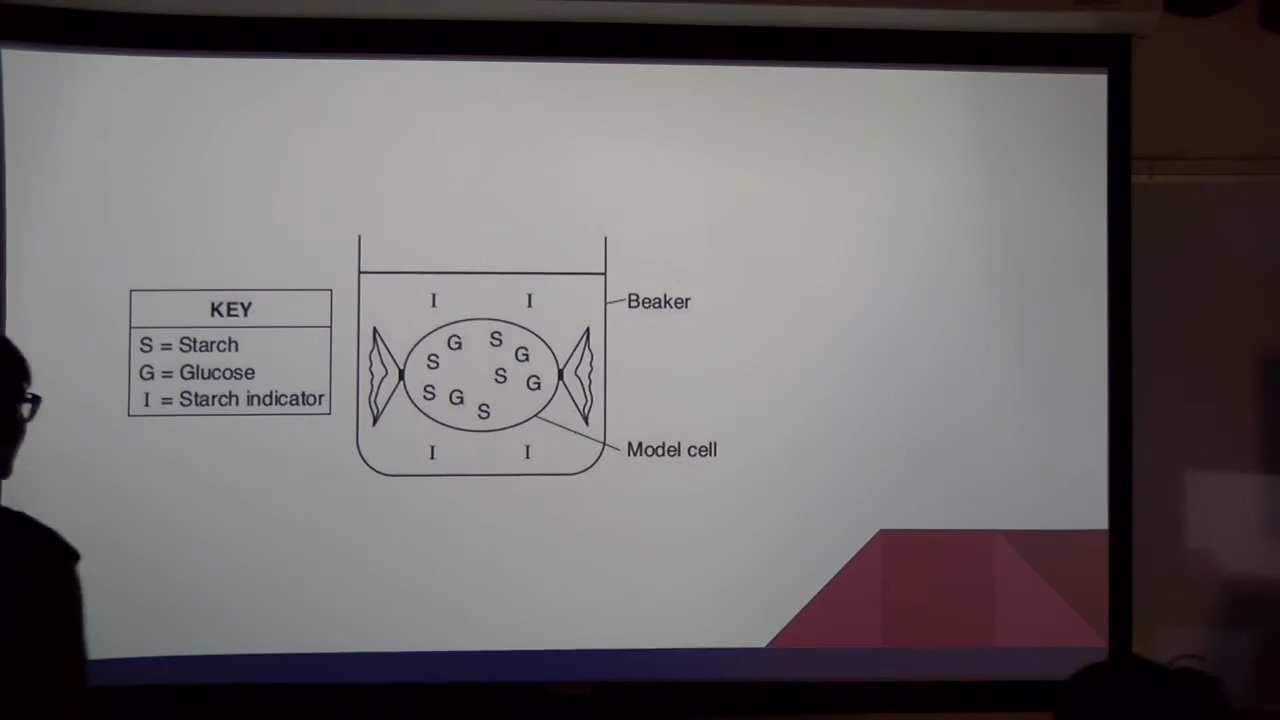 KEY
S = Starch
G = Glucose
I = Starch indicator
I I
Beaker
G S
S G
S G
S G
S
I I
Model cell